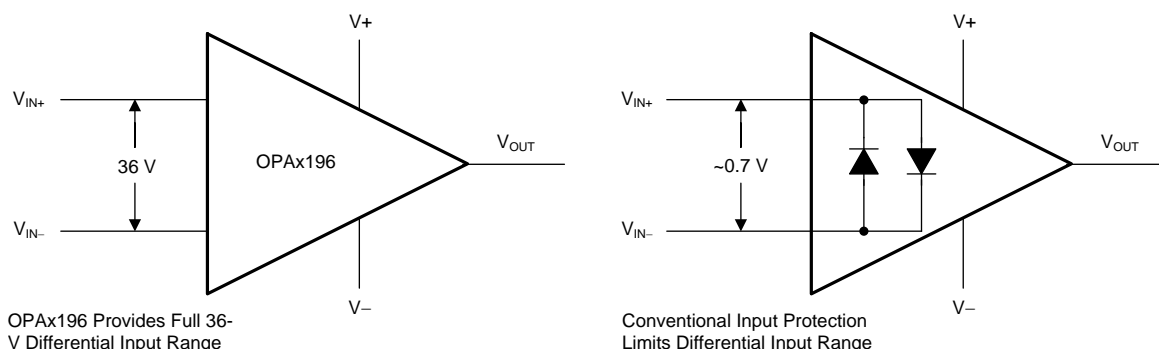 V+
VIN+
36 V
OPAx196
VOUT
VIN−
V−
OPAx196 Provides Full 36-
V Differential Input Range
V+
VIN+
~0.7 V
VOUT
VIN−
V−
Conventional Input Protection
Limits Differential Input Range